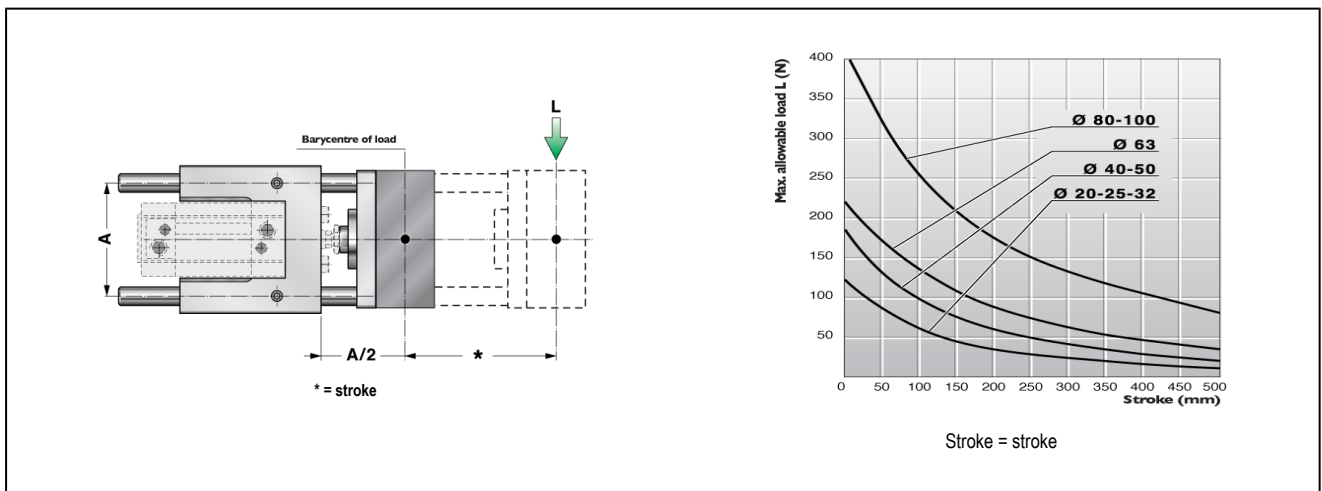 Barycentre of load
L
A
A/2
*
* = stroke
Max. allowable load L (N)
400
350
300
250
200
150
100
50
Ø 80-100
Ø 63
Ø 40-50
Ø 20-25-32
0 50 100 150 200 250 300 350 400 450 500
Stroke (mm)
Stroke = stroke